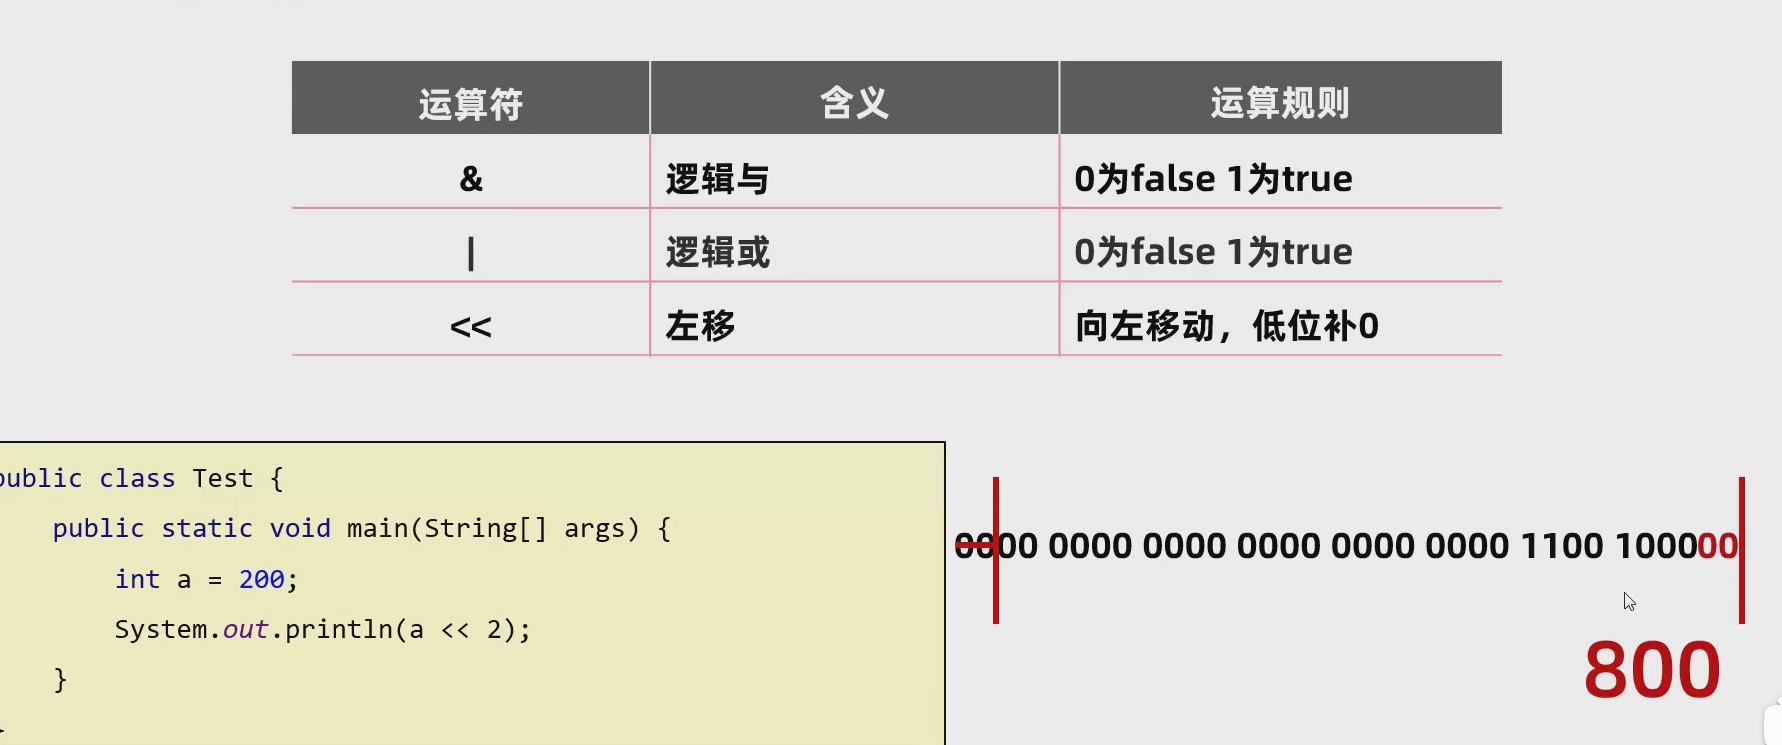 运算符 含义 运算规则
& 逻辑与 0为false 1为true
| 逻辑或 0为false 1为true
<< 左移 向左移动，低位补0
public class Test {
public static void main(String[] args) {
int a = 200;
System.out.println(a << 2);
}
0000 0000 0000 0000 0000 0000 1100 100000
800